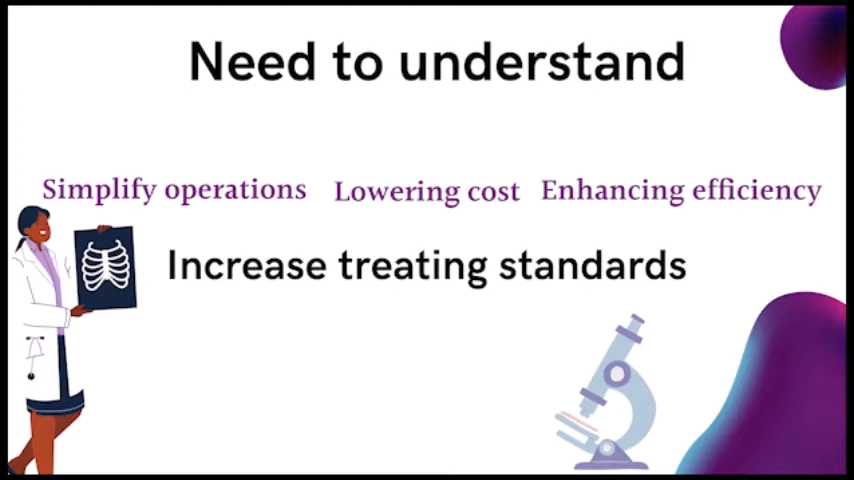 Need to understand
Simplify operations Lowering cost Enhancing efficiency
Increase treating standards